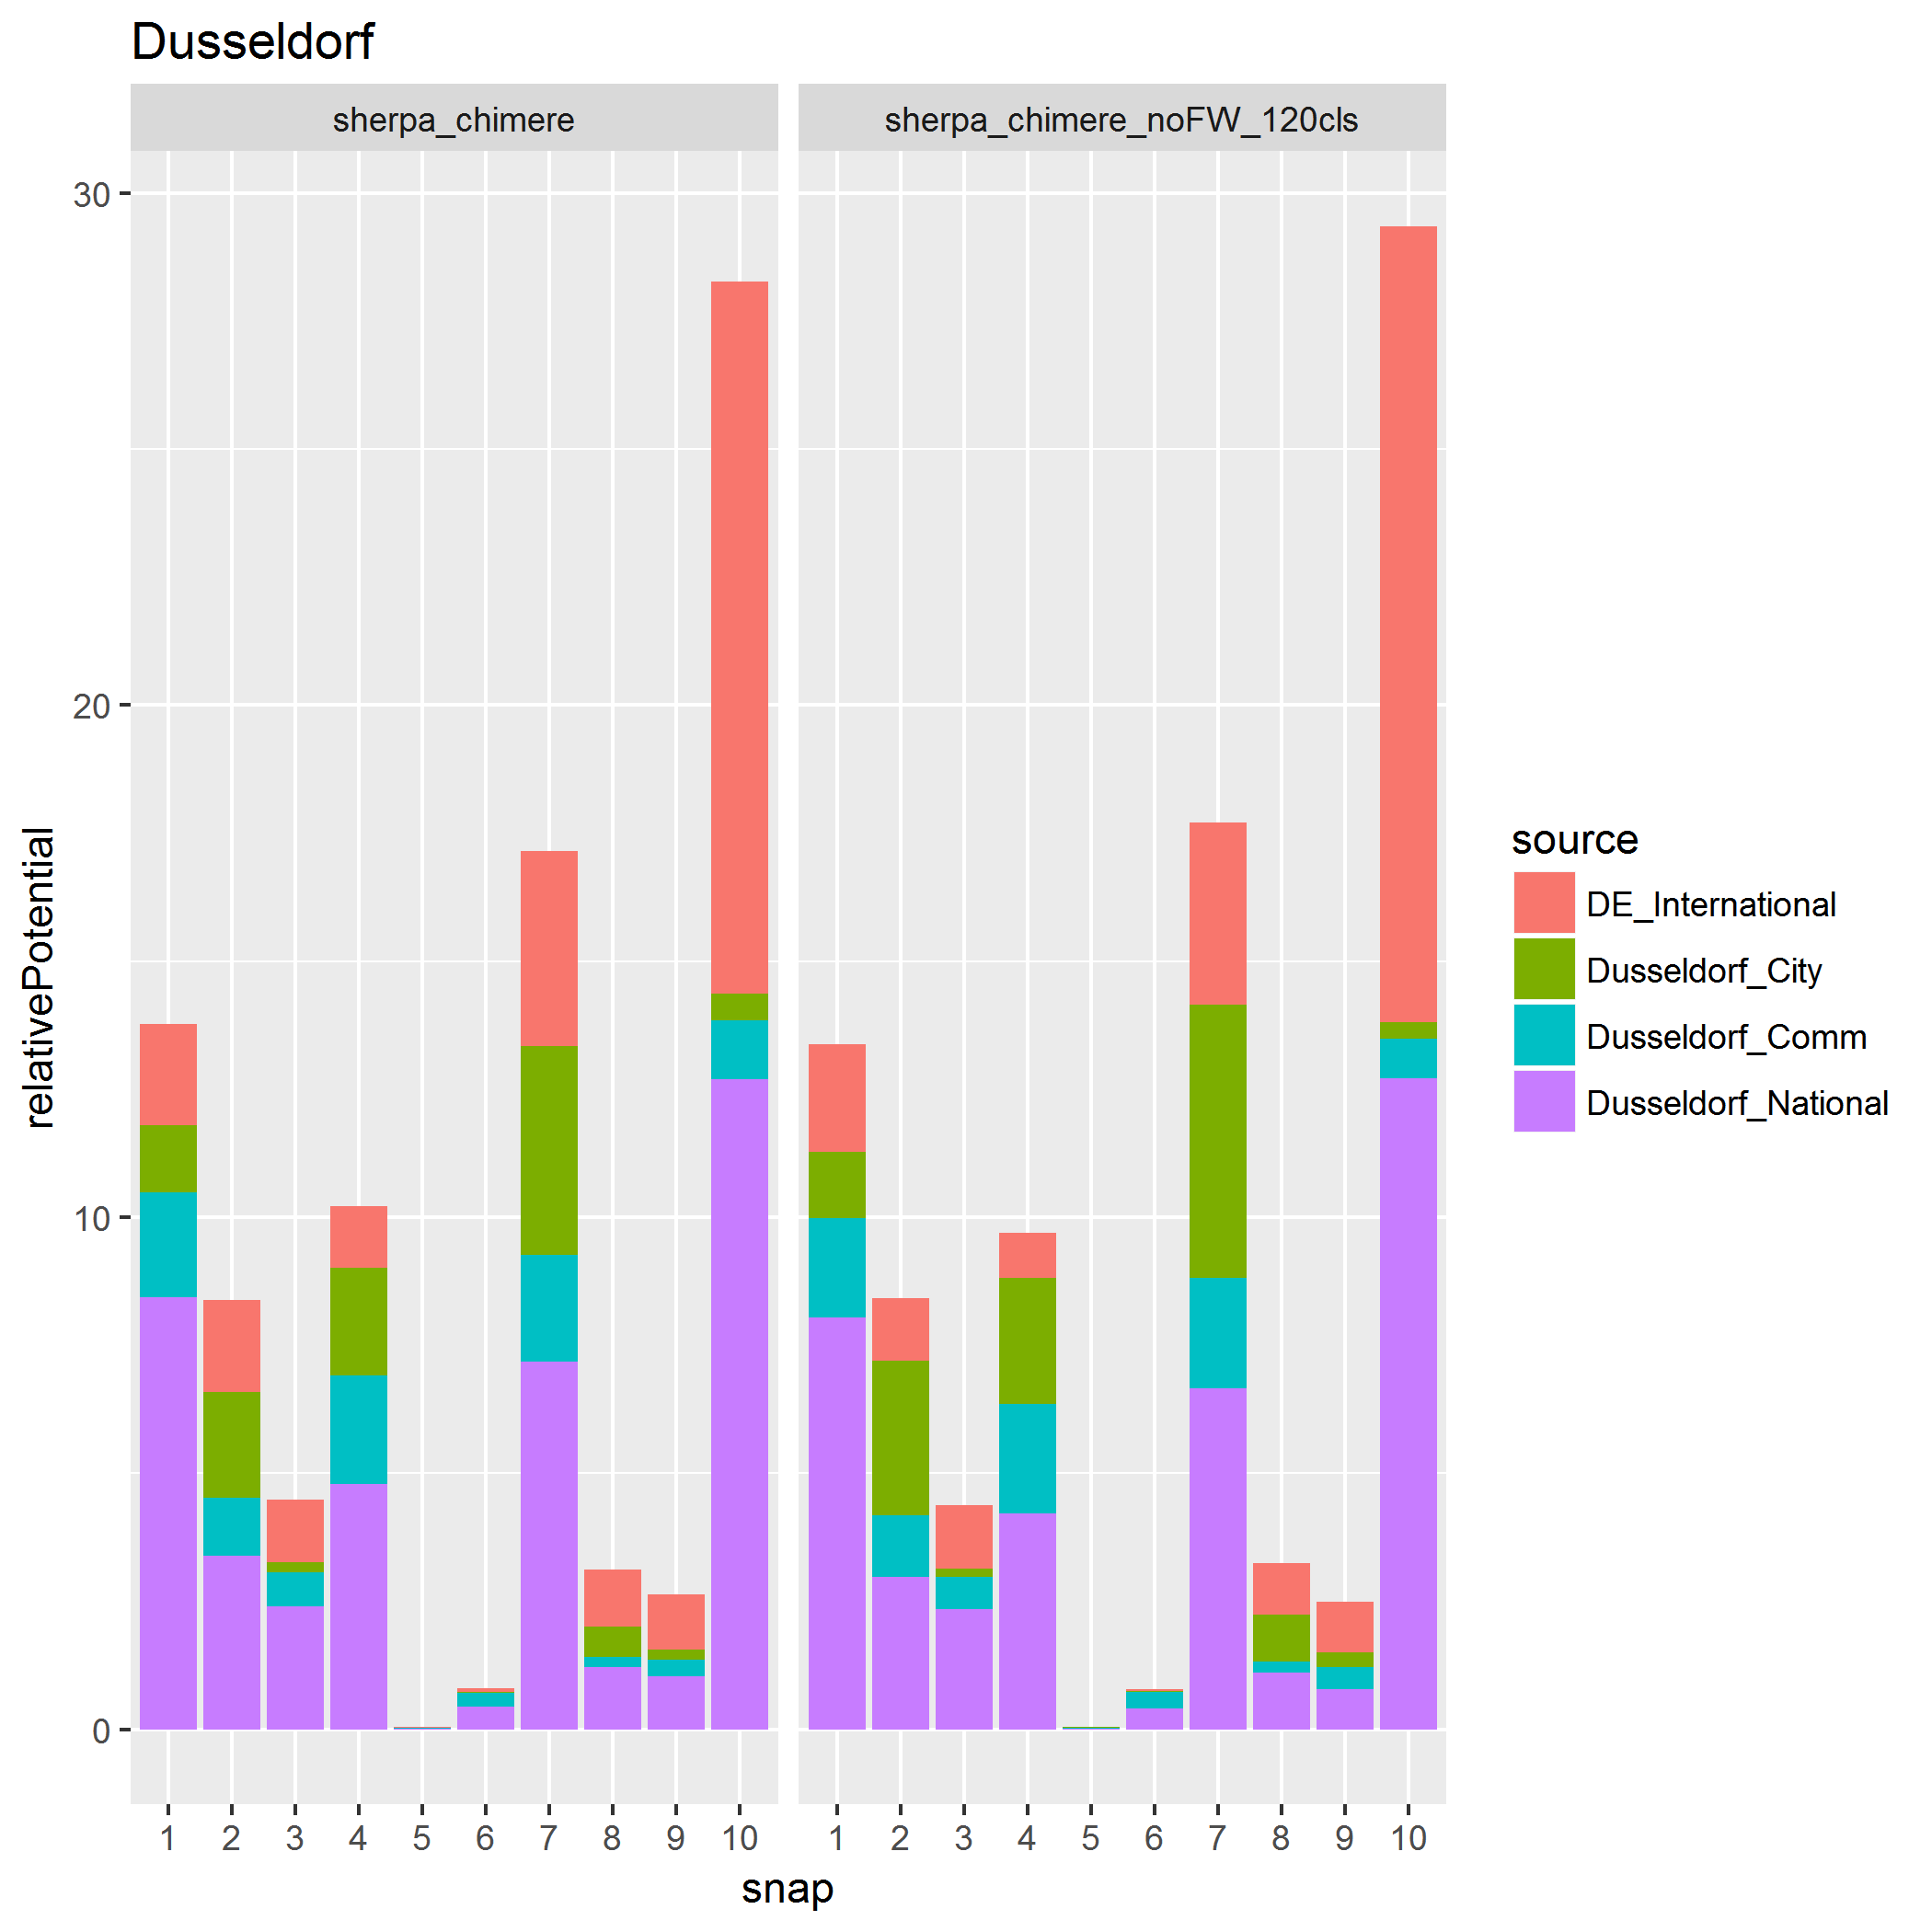 Dusseldorf
sherpa_chimere
sherpa_chimere_noFW_120cls
30
20
10
0
relativePotential
1 2 3 4 5 6 7 8 9 10
1 2 3 4 5 6 7 8 9 10
snap
source
DE_International
Dusseldorf_City
Dusseldorf_Comm
Dusseldorf_National